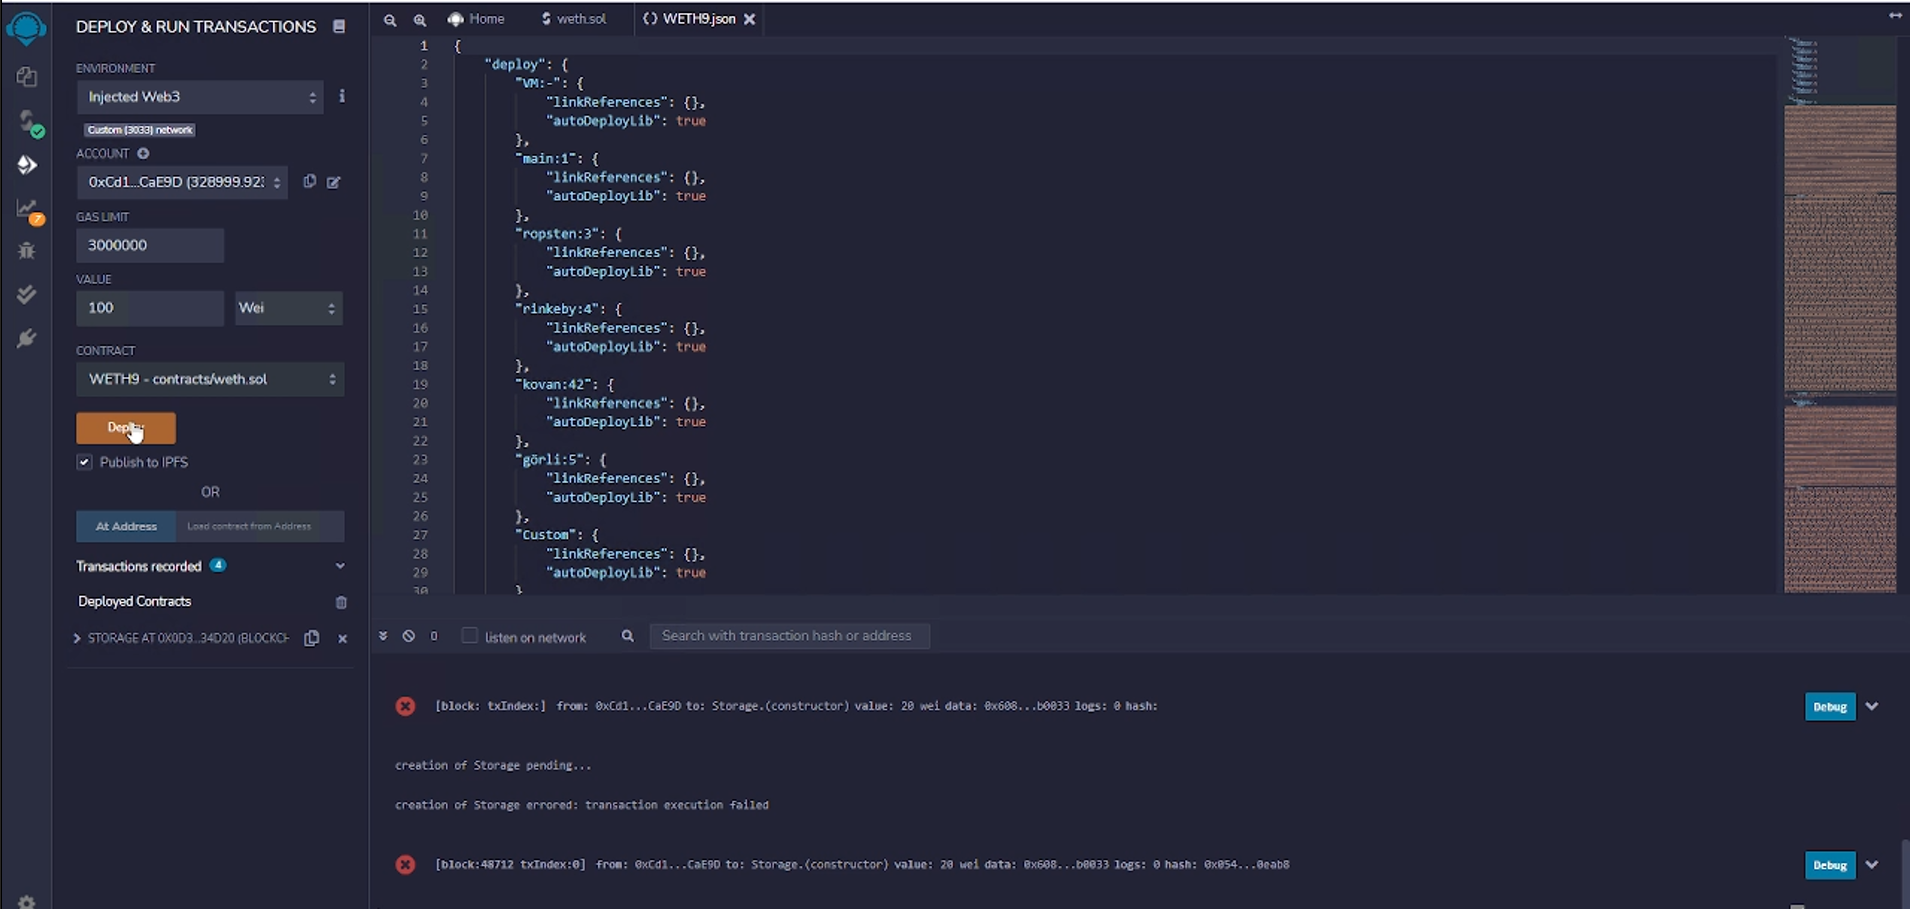 DEPLOY & RUN TRANSACTIONS
ENVIRONMENT
Injected Web3
Custom (3033) network
ACCOUNT
0xCd1...CaE9D (328999.923
GAS LIMIT
3000000
VALUE
100
Wei
CONTRACT
WETH9 - contracts/weth.sol
Deploy
Publish to IPFS
OR
At Address
Load contract from Address
Transactions recorded 4
Deployed Contracts
STORAGE AT 0X0D3...34D20 (BLOCKCH
7
Home
weth.sol
WETH9.json
1 {
2 "deploy": {
3 "VM:-": {
4 "linkReferences": {},
5 "autoDeployLib": true
6 },
7 "main:1": {
8 "linkReferences": {},
9 "autoDeployLib": true
10 },
11 "ropsten:3": {
12 "linkReferences": {},
13 "autoDeployLib": true
14 },
15 "rinkeby:4": {
16 "linkReferences": {},
17 "autoDeployLib": true
18 },
19 "kovan:42": {
20 "linkReferences": {},
21 "autoDeployLib": true
22 },
23 "görli:5": {
24 "linkReferences": {},
25 "autoDeployLib": true
26 },
27 "Custom": {
28 "linkReferences": {},
29 "autoDeployLib": true
30 }
0
listen on network
Search with transaction hash or address
[block: txIndex:] from: 0xCd1...CaE9D to: Storage.(constructor) value: 20 wei data: 0x608...b0033 logs: 0 hash:
Debug
creation of Storage pending...
creation of Storage errored: transaction execution failed
[block:48712 txIndex:0] from: 0xCd1...CaE9D to: Storage.(constructor) value: 20 wei data: 0x608...b0033 logs: 0 hash: 0x054...0eab8
Debug